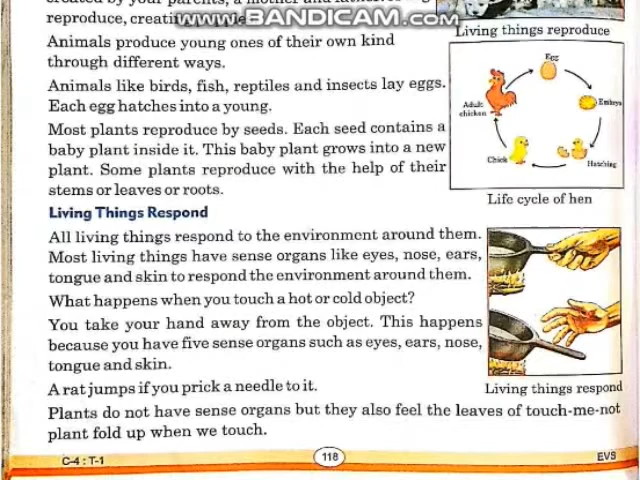 created by your parents, a mother and
reproduce, creati
www.BANDICAM.com
Animals produce young ones of their own kind
through different ways.
Animals like birds, fish, reptiles and insects lay eggs.
Each egg hatches into a young.
Most plants reproduce by seeds. Each seed contains a
baby plant inside it. This baby plant grows into a new
plant. Some plants reproduce with the help of their
stems or leaves or roots.
Living Things Respond
All living things respond to the environment around them.
Most living things have sense organs like eyes, nose, ears,
tongue and skin to respond the environment around them.
What happens when you touch a hot or cold object?
You take your hand away from the object. This happens
because you have five sense organs such as eyes, ears, nose,
tongue and skin.
A rat jumps if you prick a needle to it.
Plants do not have sense organs but they also feel the leaves of touch-me-not
plant fold up when we touch.
Living things reproduce
Egg
Embryo
Hatching
Chick
Adult
chicken
Life cycle of hen
Living things respond
C-4 : T-1
118
EVS